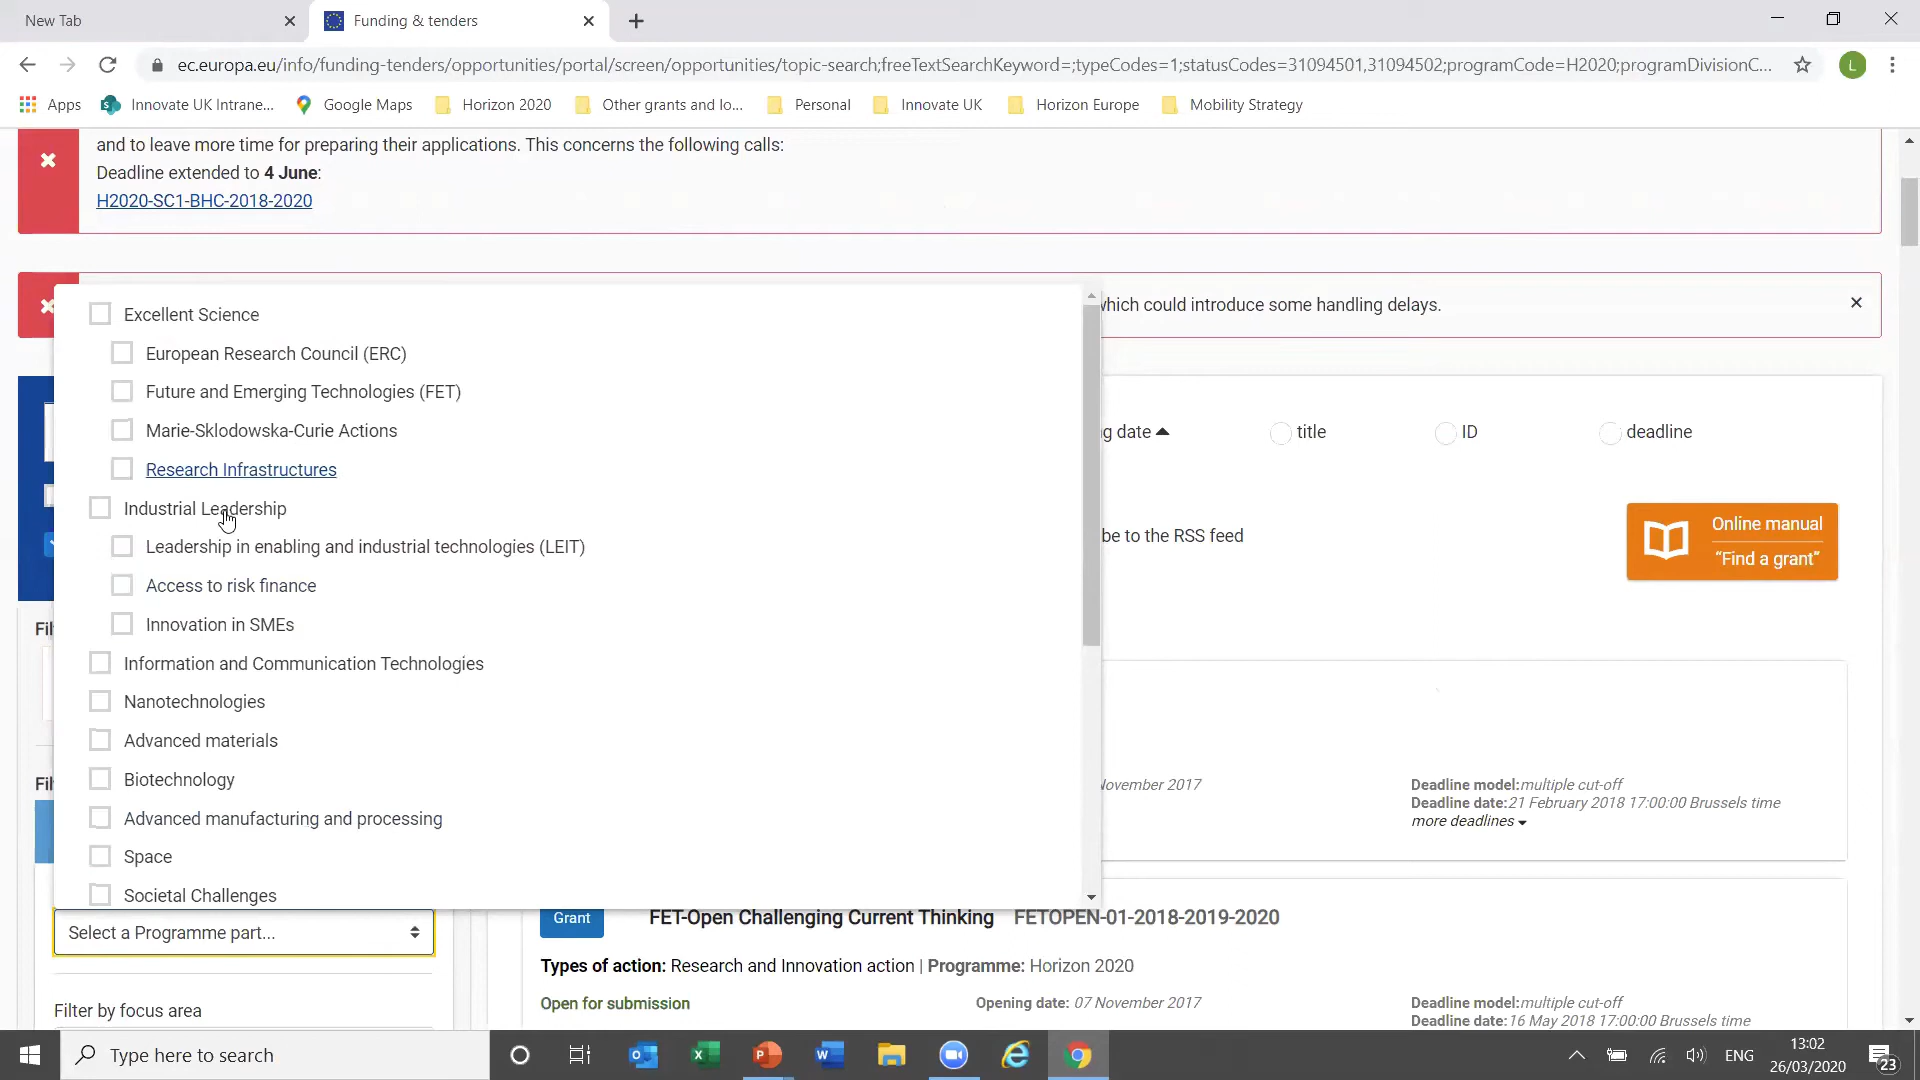 New Tab
Funding & tenders
ec.europa.eu/info/funding-tenders/opportunities/portal/screen/opportunities/topic-search;freeTextSearchKeyword=;typeCodes=1;statusCodes=31094501,31094502;programCode=H2020;programDivisionC...
L
Apps
Innovate UK Intrane...
Google Maps
Horizon 2020
Other grants and lo...
Personal
Innovate UK
Horizon Europe
Mobility Strategy
and to leave more time for preparing their applications. This concerns the following calls:
Deadline extended to 4 June:
H2020-SC1-BHC-2018-2020
which could introduce some handling delays.
Excellent Science
European Research Council (ERC)
Future and Emerging Technologies (FET)
Marie-Sklodowska-Curie Actions
Research Infrastructures
Industrial Leadership
Leadership in enabling and industrial technologies (LEIT)
Access to risk finance
Innovation in SMEs
Information and Communication Technologies
Nanotechnologies
Advanced materials
Biotechnology
Advanced manufacturing and processing
Space
Societal Challenges
g date
title
ID
deadline
be to the RSS feed
Online manual
“Find a grant”
Fil
Fil
November 2017
Deadline model:multiple cut-off
Deadline date:21 February 2018 17:00:00 Brussels time
more deadlines
Select a Programme part...
Filter by focus area
Grant
FET-Open Challenging Current Thinking FETOPEN-01-2018-2019-2020
Types of action: Research and Innovation action | Programme: Horizon 2020
Open for submission
Opening date: 07 November 2017
Deadline model:multiple cut-off
Deadline date:16 May 2018 17:00:00 Brussels time
Type here to search
ENG
13:02
26/03/2020
23